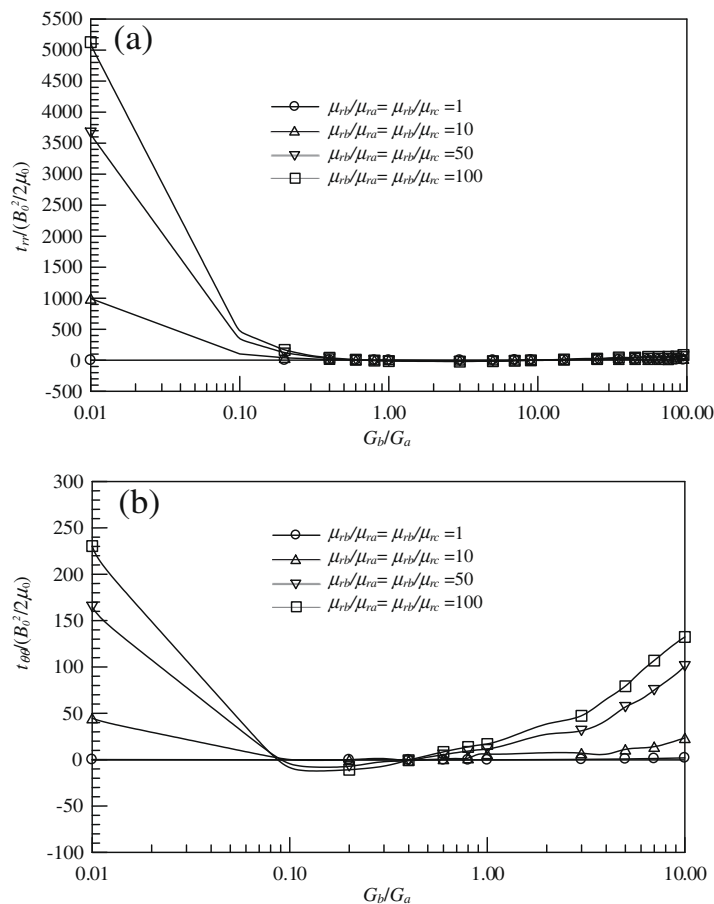 (a)
5500
5000
4500
4000
3500
3000
2500
2000
1500
1000
500
0
-500
t_rr/(B_0^2/2μ_0)
μ_rb/μ_ra= μ_rb/μ_rc =1
μ_rb/μ_ra= μ_rb/μ_rc =10
μ_rb/μ_ra= μ_rb/μ_rc =50
μ_rb/μ_ra= μ_rb/μ_rc =100
0.01 0.10 1.00 10.00 100.00
G_b/G_a
(b)
300
250
200
150
100
50
0
-50
-100
t_θθ/(B_0^2/2μ_0)
μ_rb/μ_ra= μ_rb/μ_rc =1
μ_rb/μ_ra= μ_rb/μ_rc =10
μ_rb/μ_ra= μ_rb/μ_rc =50
μ_rb/μ_ra= μ_rb/μ_rc =100
0.01 0.10 1.00 10.00
G_b/G_a